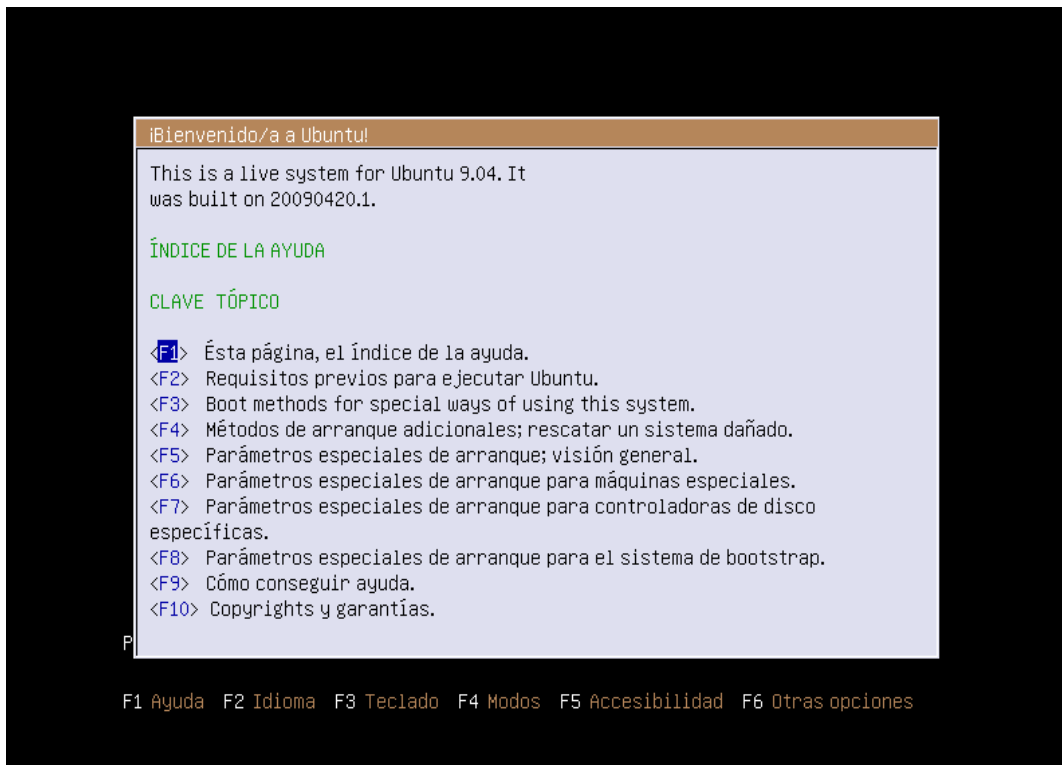 ¡Bienvenido/a a Ubuntu!
This is a live system for Ubuntu 9.04. It
was built on 20090420.1.
ÍNDICE DE LA AYUDA
CLAVE TÓPICO
<F1> Ésta página, el índice de la ayuda.
<F2> Requisitos previos para ejecutar Ubuntu.
<F3> Boot methods for special ways of using this system.
<F4> Métodos de arranque adicionales; rescatar un sistema dañado.
<F5> Parámetros especiales de arranque; visión general.
<F6> Parámetros especiales de arranque para máquinas especiales.
<F7> Parámetros especiales de arranque para controladoras de disco
específicas.
<F8> Parámetros especiales de arranque para el sistema de bootstrap.
<F9> Cómo conseguir ayuda.
<F10> Copyrights y garantías.
P
F1 Ayuda F2 Idioma F3 Teclado F4 Modos F5 Accesibilidad F6 Otras opciones